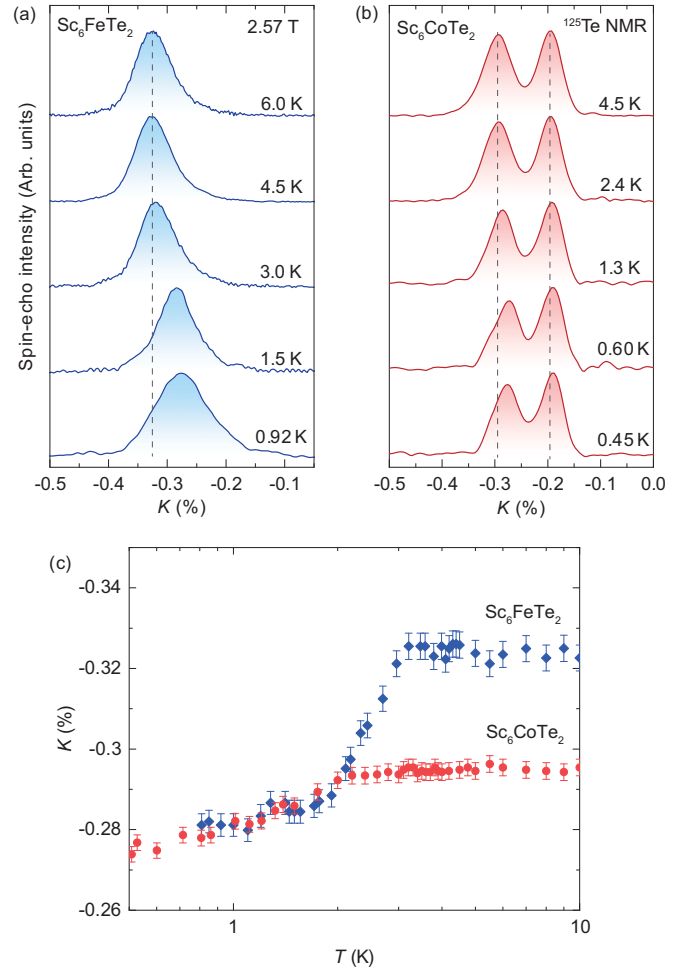 (a)
Sc₆FeTe₂ 2.57 T
6.0 K
4.5 K
3.0 K
1.5 K
0.92 K
Spin-echo intensity (Arb. units)
-0.5 -0.4 -0.3 -0.2 -0.1
K (%)
(b)
Sc₆CoTe₂ ¹²⁵Te NMR
4.5 K
2.4 K
1.3 K
0.60 K
0.45 K
-0.5 -0.4 -0.3 -0.2 -0.1 0.0
K (%)
(c)
-0.34
-0.32
-0.3
-0.28
-0.26
K (%)
Sc₆FeTe₂
Sc₆CoTe₂
1 10
T (K)